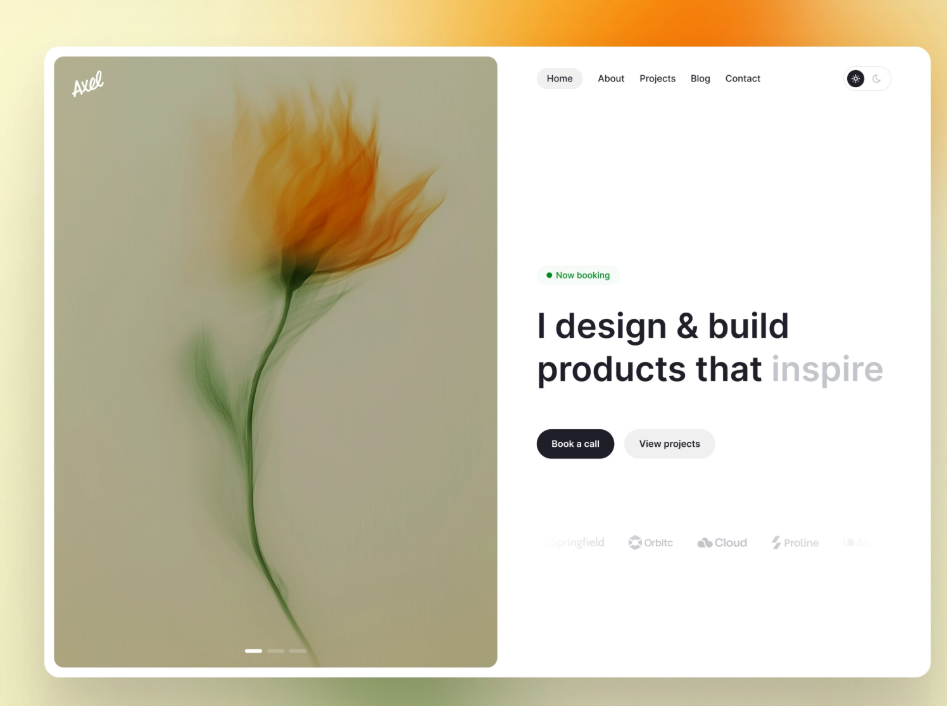 Axel
Home About Projects Blog Contact
Now booking
I design & build
products that inspire
Book a call View projects
Springfield Orbitc Cloud Proline